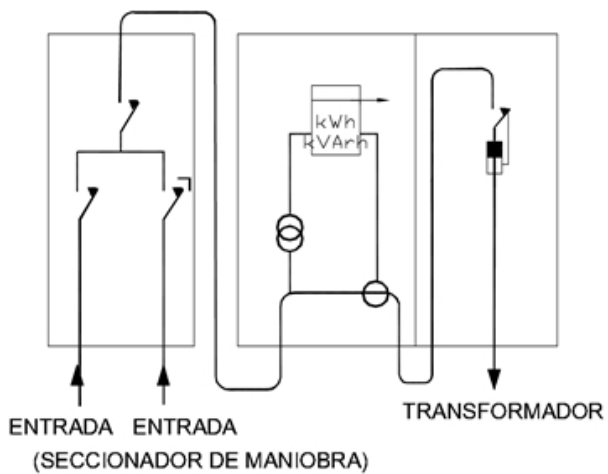 kWh
kVArh
ENTRADA ENTRADA
TRANSFORMADOR
(SECCIONADOR DE MANIOBRA)